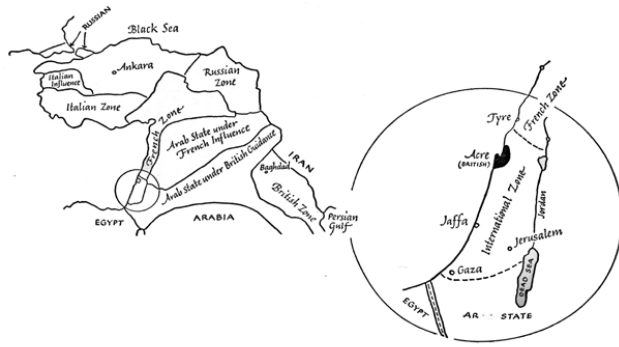 RUSSIAN
Black Sea
Ankara
Russian
Zone
Italian
Influence
Italian Zone
French Zone
Arab State under
French Influence
Arab State under British Guidance
IRAN
Baghdad
British Zone
Persian
Gulf
EGYPT
ARABIA
Tyre
French Zone
Acre
(BRITISH)
International Zone
Jordan
Jaffa
Jerusalem
Gaza
DEAD SEA
EGYPT
AR STATE